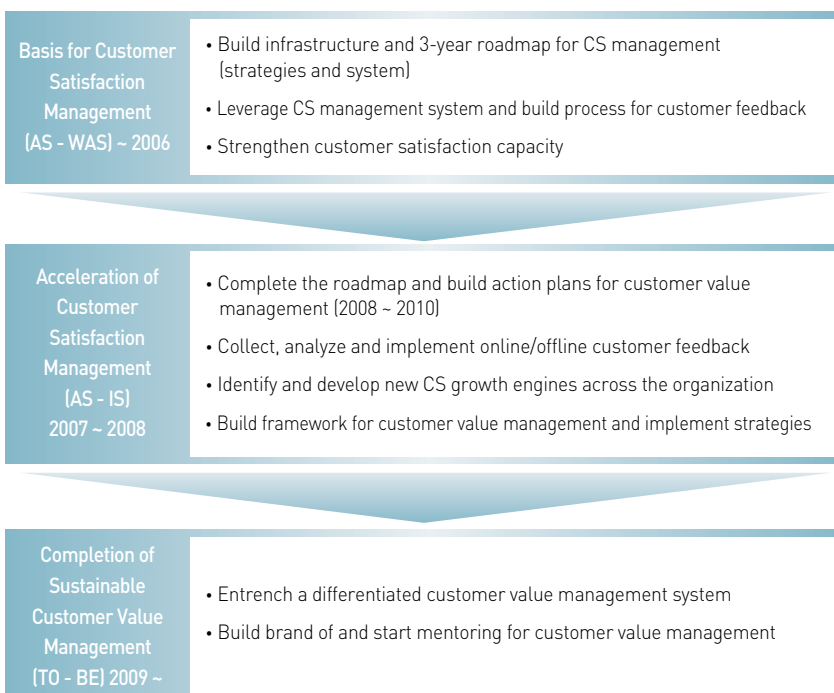 Basis for Customer
Satisfaction
Management
(AS - WAS) ~ 2006
• Build infrastructure and 3-year roadmap for CS management
(strategies and system)
• Leverage CS management system and build process for customer feedback
• Strengthen customer satisfaction capacity
Acceleration of
Customer
Satisfaction
Management
(AS - IS)
2007 ~ 2008
• Complete the roadmap and build action plans for customer value
management (2008 ~ 2010)
• Collect, analyze and implement online/offline customer feedback
• Identify and develop new CS growth engines across the organization
• Build framework for customer value management and implement strategies
Completion of
Sustainable
Customer Value
Management
(TO - BE) 2009 ~
• Entrench a differentiated customer value management system
• Build brand of and start mentoring for customer value management